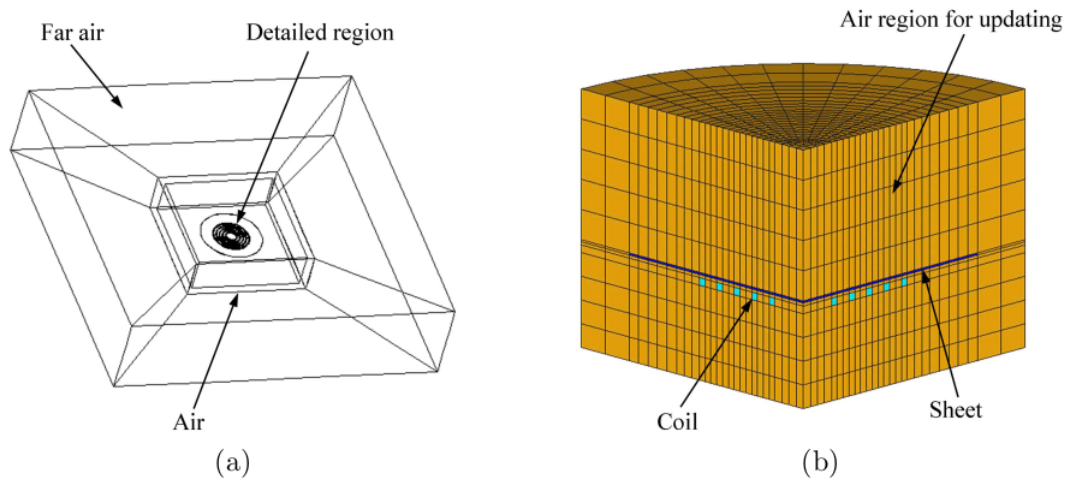 Far air
Detailed region
Air
(a)
Air region for updating
Coil
Sheet
(b)